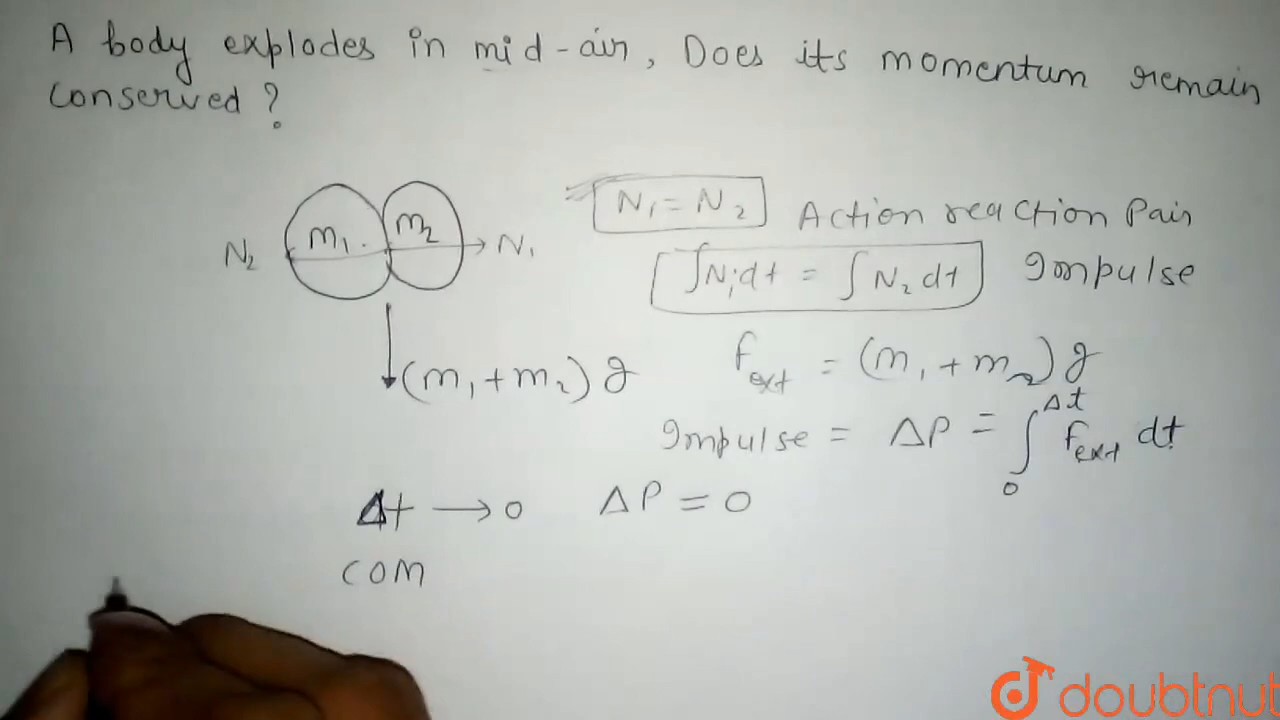 A body explodes in mid-air, Does its momentum remain
conserved?
N₁ = N₂ Action reaction Pair
N₂ m₁ m₂ → N₁
∫N₁dt = ∫N₂dt Impulse
(m₁+m₂)g
Fext = (m₁+m₂)g
Impulse = ΔP = ∫₀^Δt Fext dt
Δt → 0 ΔP = 0
COM
doubtnut